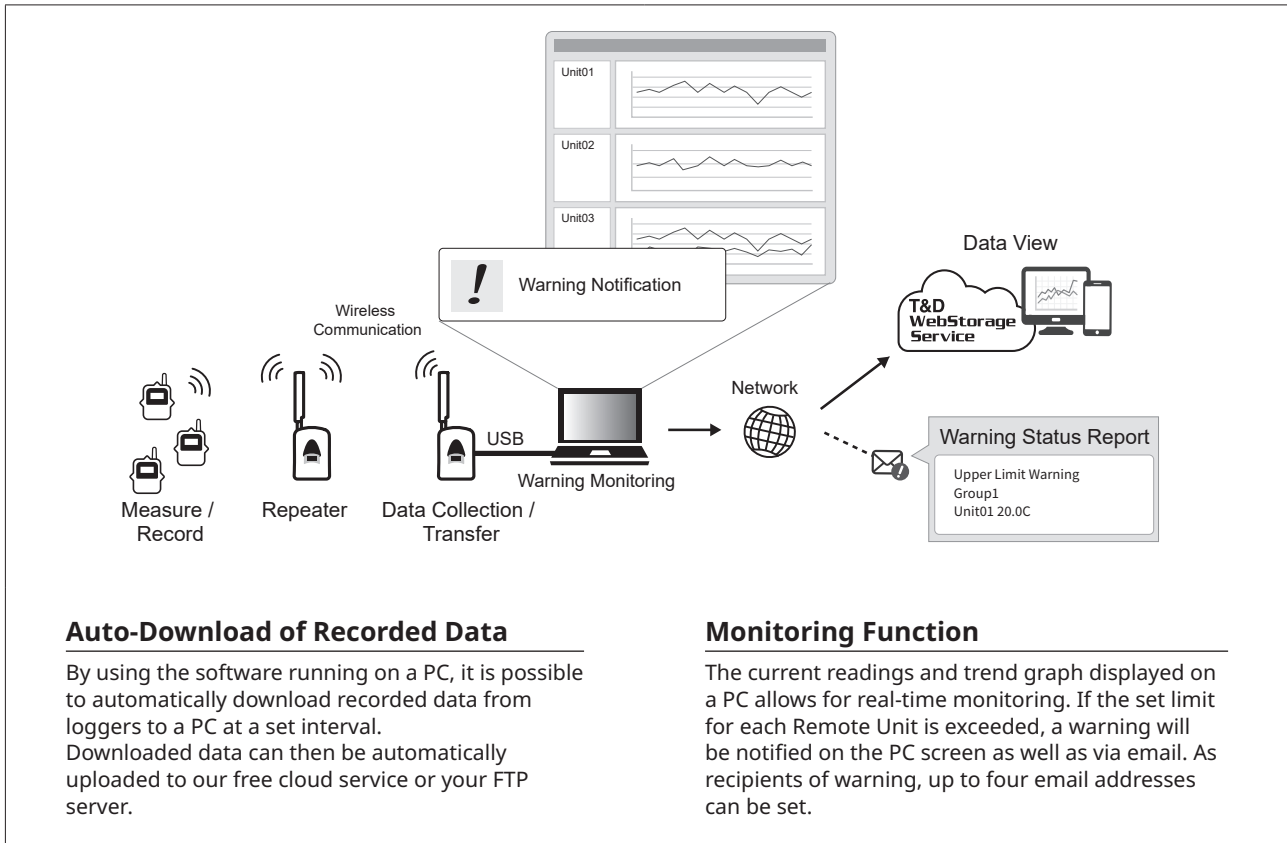 Unit01
Unit02
Unit03
Warning Notification
Data View
T&D
WebStorage
Service
Wireless
Communication
Network
USB
Warning Monitoring
Measure /
Record
Repeater
Data Collection /
Transfer
Warning Status Report
Upper Limit Warning
Group1
Unit01 20.0C
Auto-Download of Recorded Data
By using the software running on a PC, it is possible
to automatically download recorded data from
loggers to a PC at a set interval.
Downloaded data can then be automatically
uploaded to our free cloud service or your FTP
server.
Monitoring Function
The current readings and trend graph displayed on
a PC allows for real-time monitoring. If the set limit
for each Remote Unit is exceeded, a warning will
be notified on the PC screen as well as via email. As
recipients of warning, up to four email addresses
can be set.